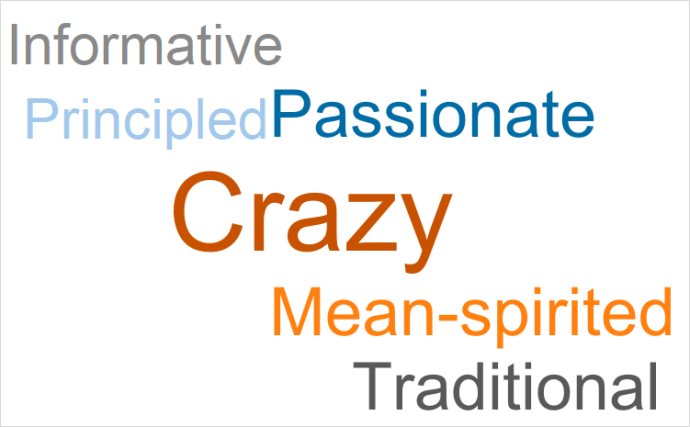 Informative
Principled Passionate
Crazy
Mean-spirited
Traditional